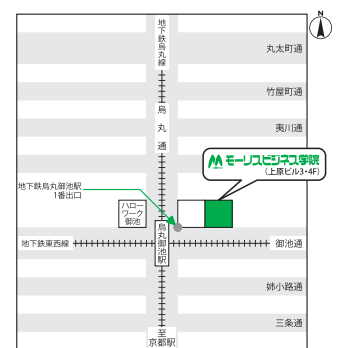 N
地下鉄烏丸線
丸太町通
竹屋町通
烏丸通
夷川通
モーリスビジネス学院
(上原ビル3・4F)
地下鉄烏丸御池駅
1番出口
ハロー
ワーク
御池
地下鉄東西線
烏丸御池駅
御池通
姉小路通
三条通
至
京都駅